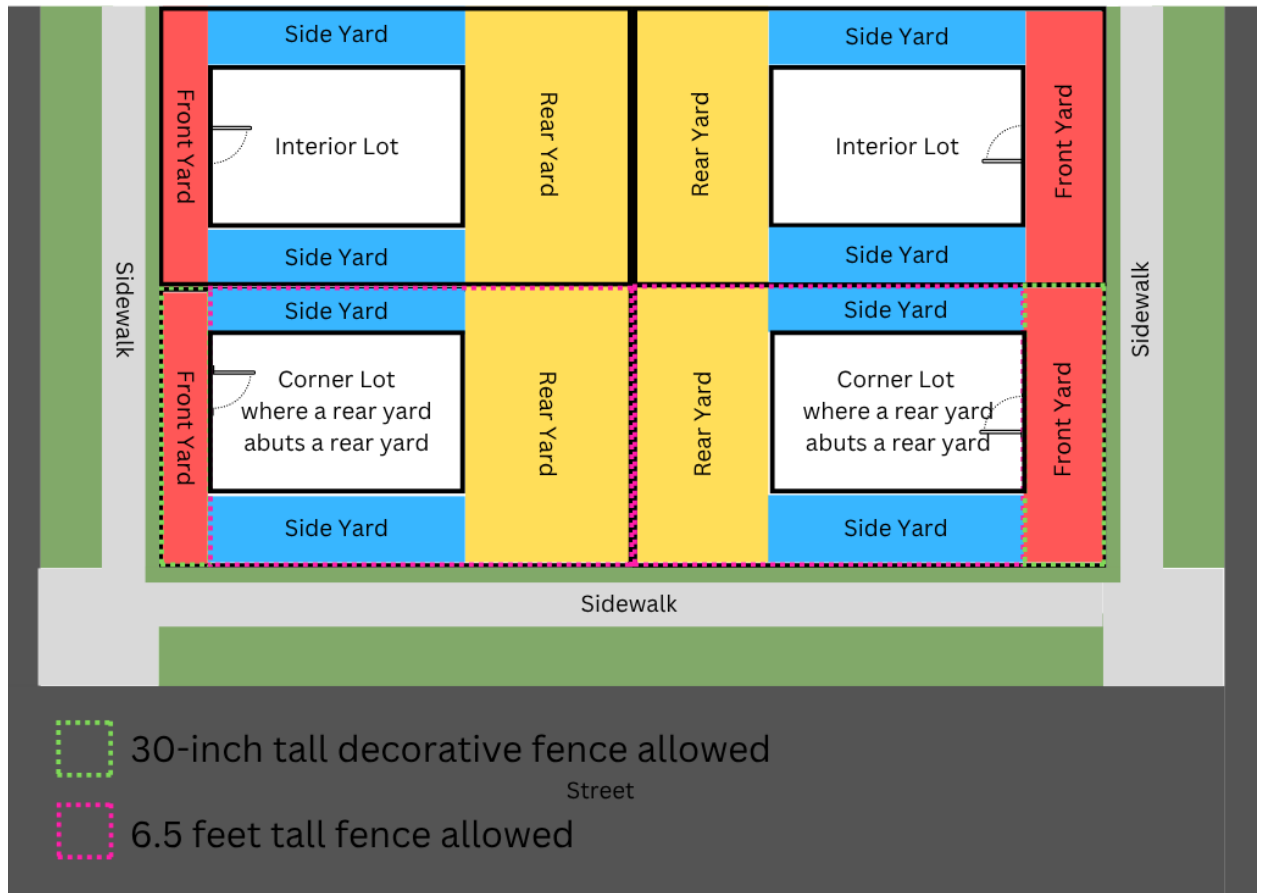 Side Yard
Side Yard
Front Yard
Interior Lot
Rear Yard
Rear Yard
Interior Lot
Front Yard
Side Yard
Side Yard
Sidewalk
Sidewalk
Side Yard
Side Yard
Front Yard
Corner Lot
where a rear yard
abuts a rear yard
Rear Yard
Rear Yard
Corner Lot
where a rear yard
abuts a rear yard
Front Yard
Side Yard
Side Yard
Sidewalk
30-inch tall decorative fence allowed
Street
6.5 feet tall fence allowed